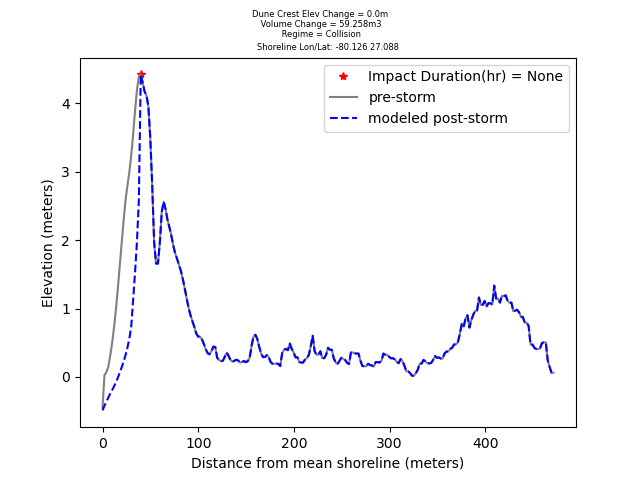 Dune Crest Elev Change = 0.0m
Volume Change = 59.258m3
Regime = Collision
Shoreline Lon/Lat: -80.126 27.088
Impact Duration(hr) = None
pre-storm
modeled post-storm
Elevation (meters)
4
3
2
1
0
0 100 200 300 400
Distance from mean shoreline (meters)